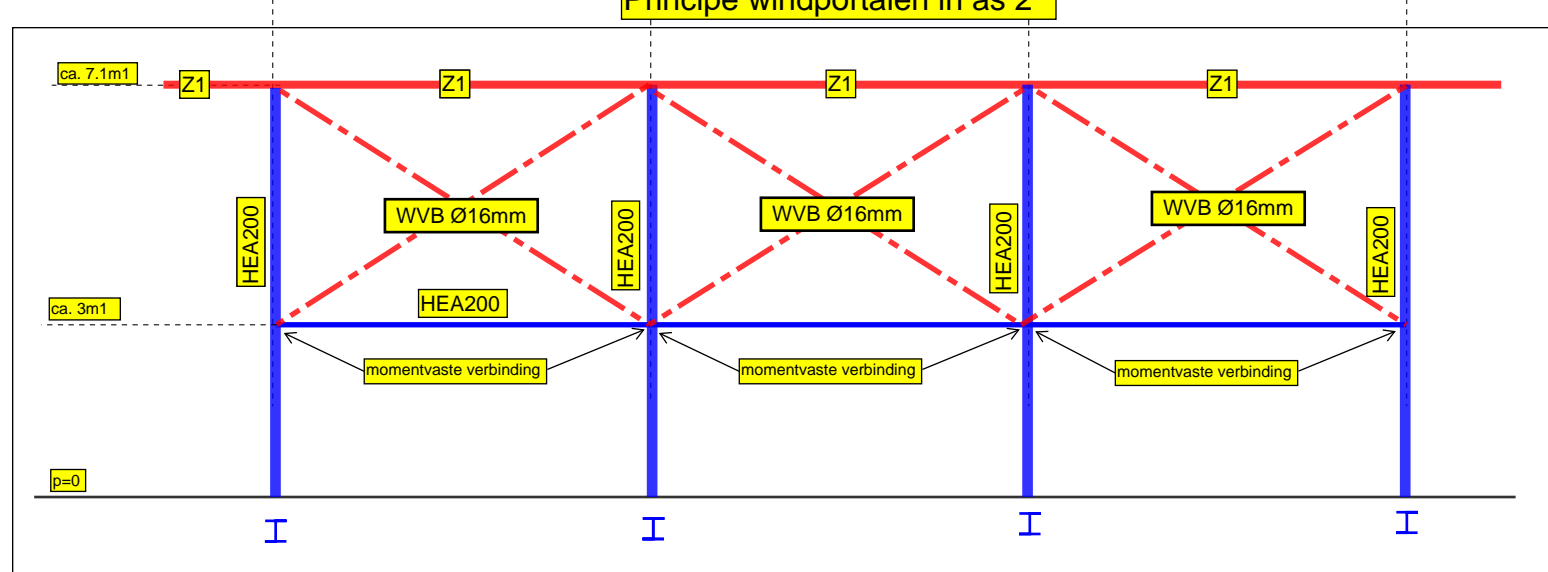 Principe windportalen in as 2
ca. 7.1m1
Z1
Z1
Z1
Z1
HEA200
WVB Ø16mm
HEA200
WVB Ø16mm
HEA200
WVB Ø16mm
HEA200
ca. 3m1
HEA200
momentvaste verbinding
momentvaste verbinding
momentvaste verbinding
p=0